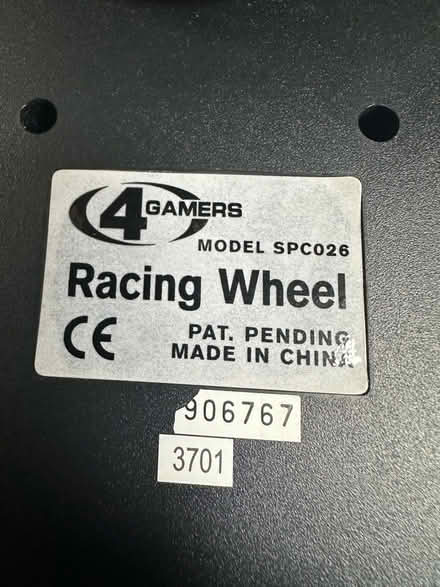 4 GAMERS
MODEL SPC026
Racing Wheel
CE PAT. PENDING
MADE IN CHINA
906767
3701